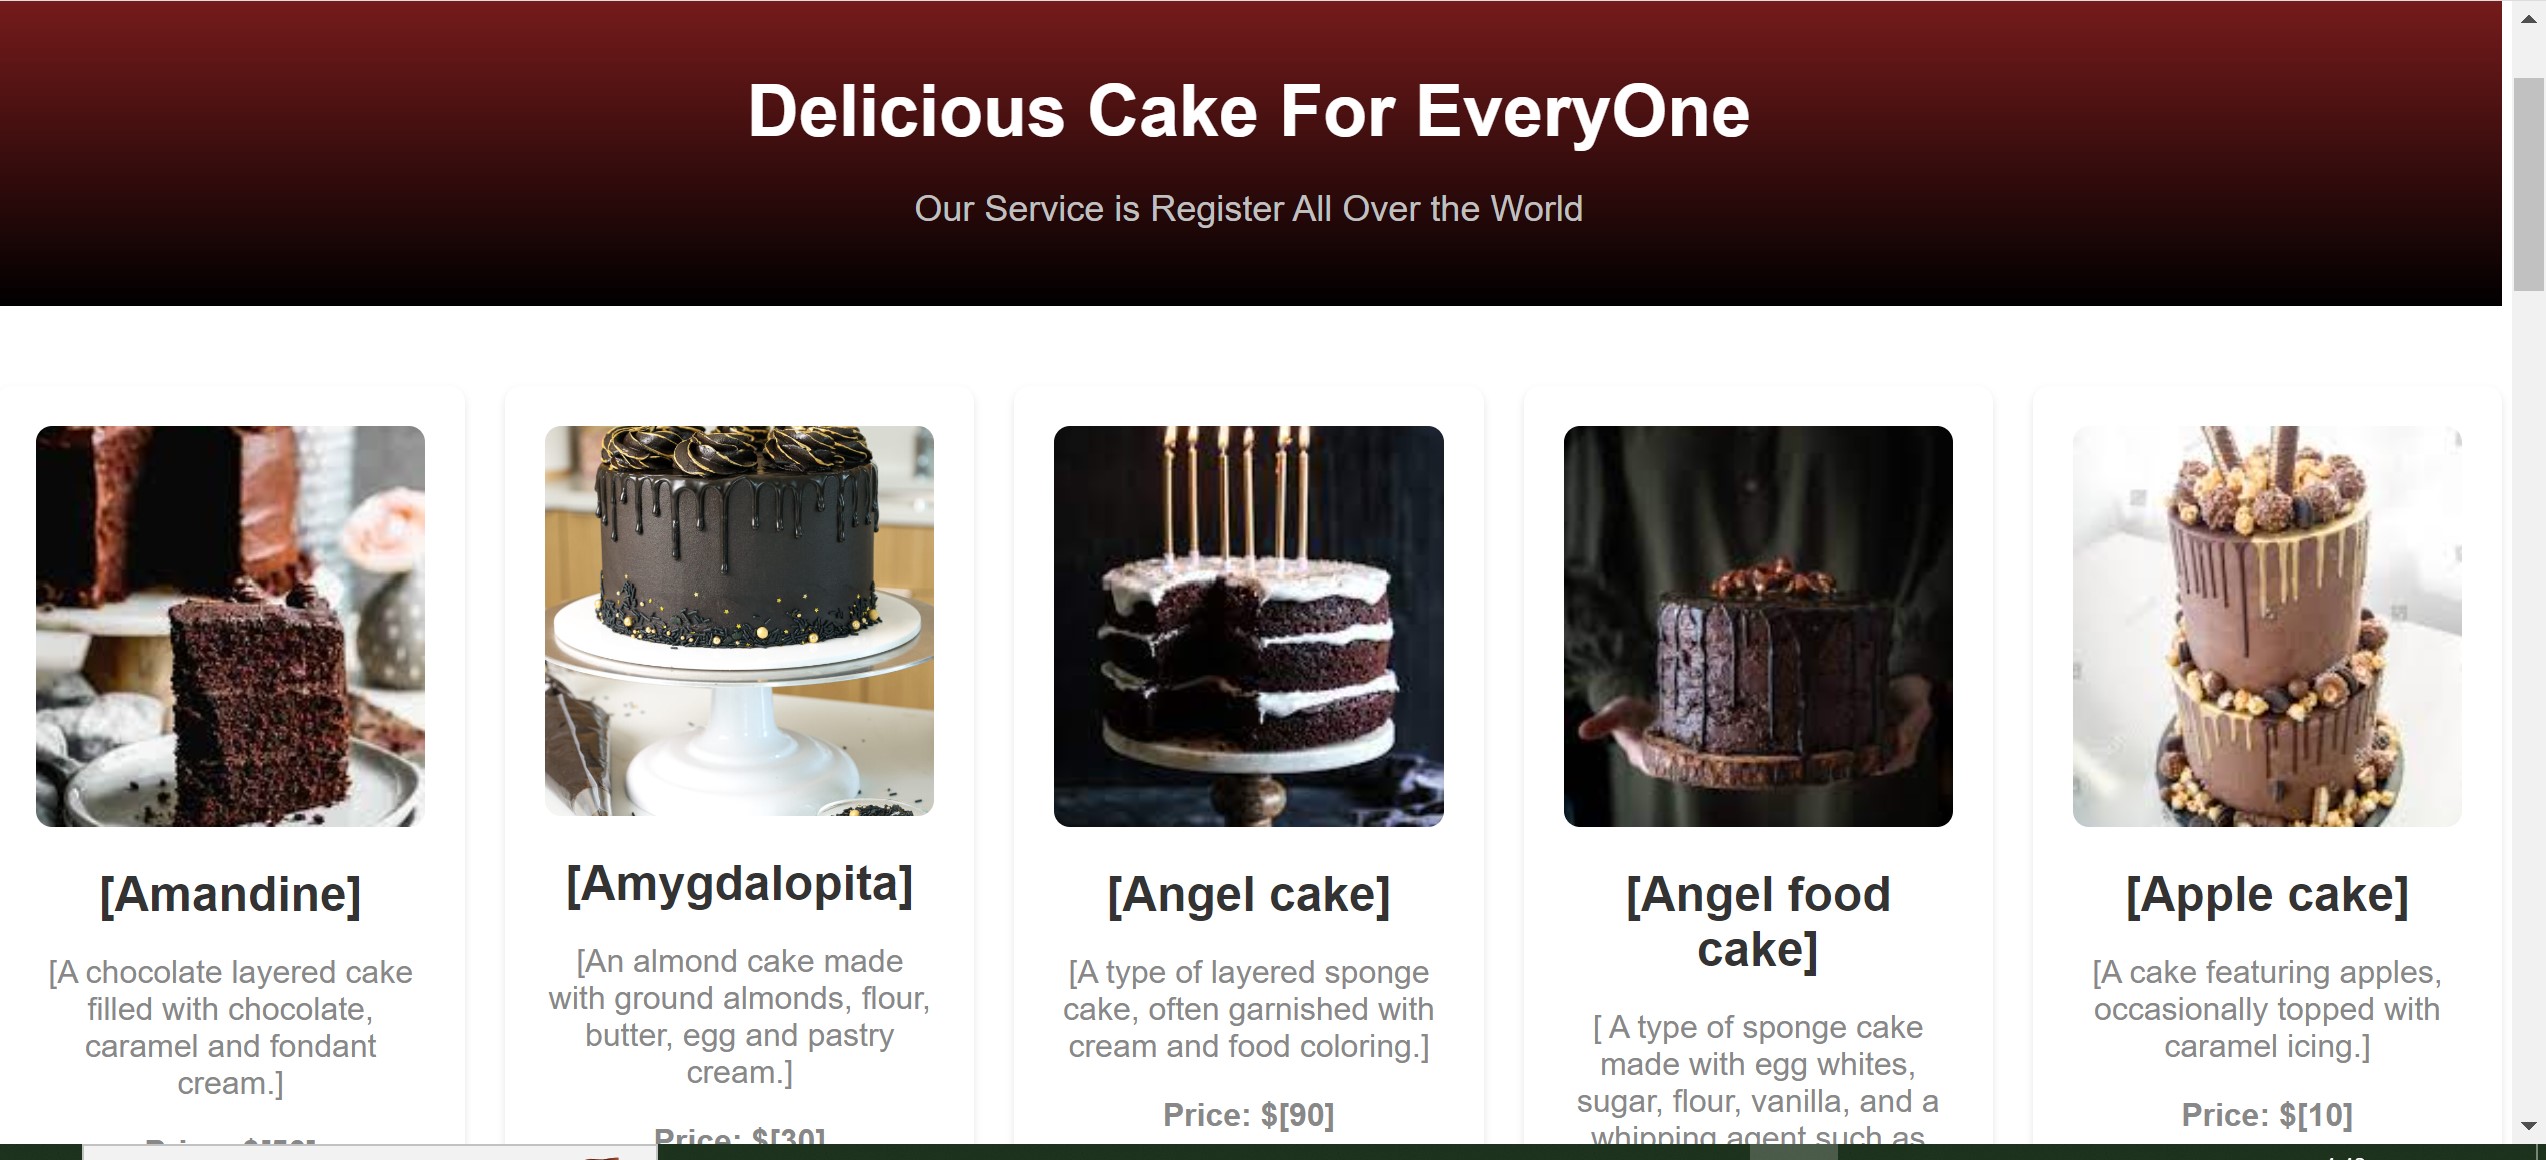 Delicious Cake For EveryOne
Our Service is Register All Over the World
[Amandine]
[A chocolate layered cake
filled with chocolate,
caramel and fondant
cream.]
[Amygdalopita]
[An almond cake made
with ground almonds, flour,
butter, egg and pastry
cream.]
Price: $[30]
[Angel cake]
[A type of layered sponge
cake, often garnished with
cream and food coloring.]
Price: $[90]
[Angel food
cake]
[ A type of sponge cake
made with egg whites,
sugar, flour, vanilla, and a
whipping agent such as
[Apple cake]
[A cake featuring apples,
occasionally topped with
caramel icing.]
Price: $[10]